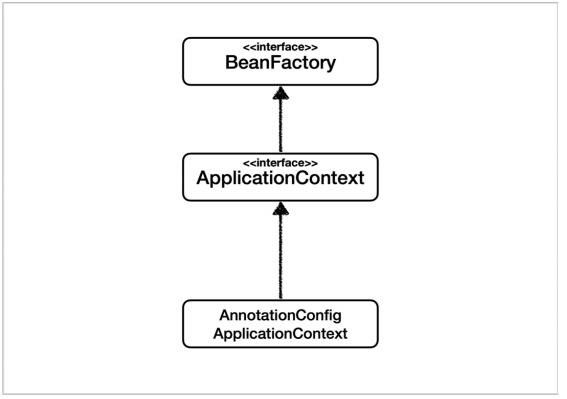 <<interface>>
BeanFactory
<<interface>>
ApplicationContext
AnnotationConfig
ApplicationContext